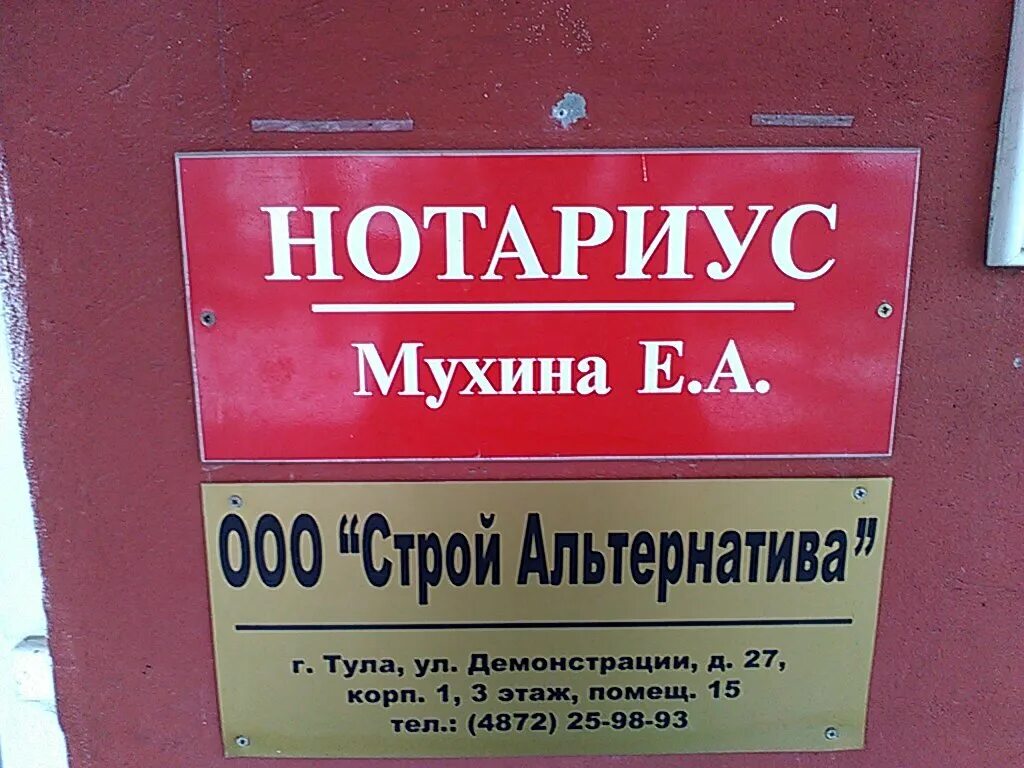 НОТАРИУС
Мухина Е.А.
ООО “Строй Альтернатива”
г. Тула, ул. Демонстрации, д. 27,
корп. 1, 3 этаж, помещ. 15
тел.: (4872) 25-98-93